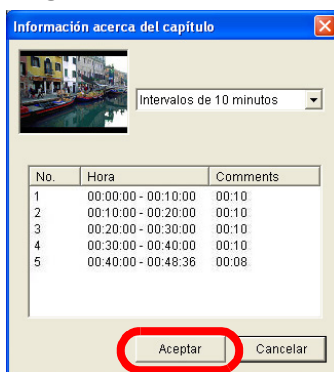 Información acerca del capítulo
Intervalos de 10 minutos
No. Hora Comments
1 00:00:00 - 00:10:00 00:10
2 00:10:00 - 00:20:00 00:10
3 00:20:00 - 00:30:00 00:10
4 00:30:00 - 00:40:00 00:10
5 00:40:00 - 00:48:36 00:08
Aceptar Cancelar